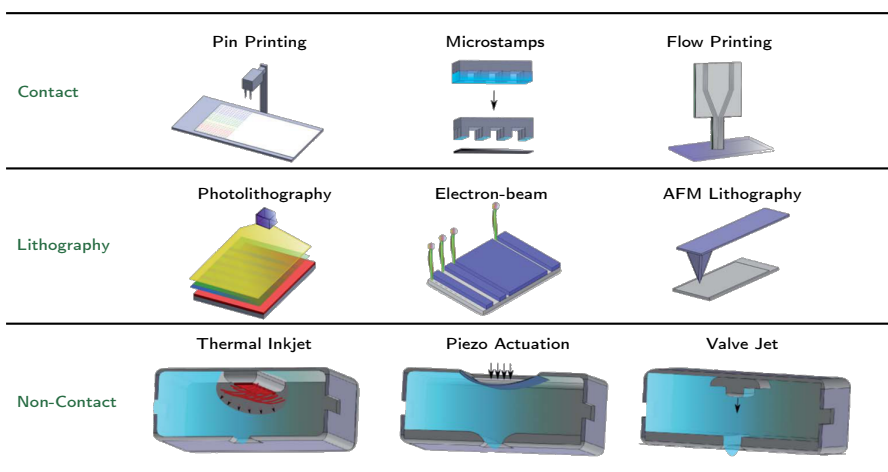 Pin Printing
Microstamps
Flow Printing
Contact
Photolithography
Electron-beam
AFM Lithography
Lithography
Thermal Inkjet
Piezo Actuation
Valve Jet
Non-Contact